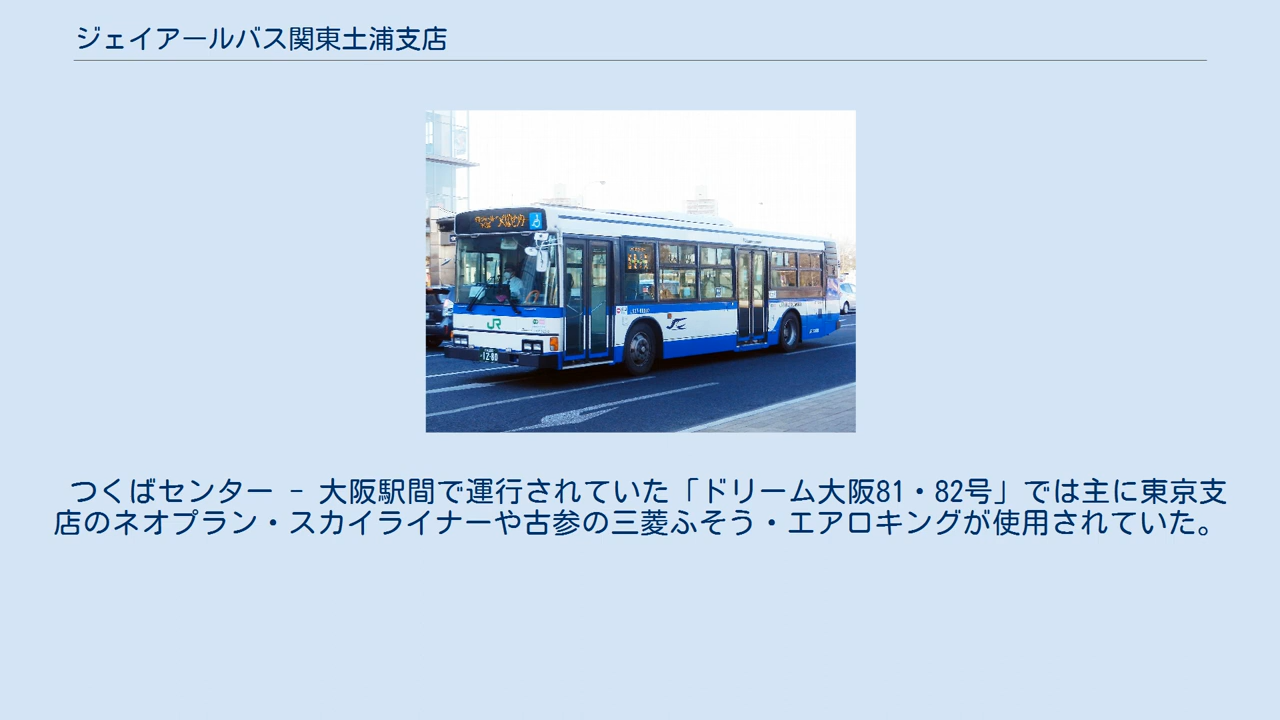 ジェイアールバス関東土浦支店
JR
12-80
つくばセンター － 大阪駅間で運行されていた「ドリーム大阪81・82号」では主に東京支
店のネオプラン・スカイライナーや古参の三菱ふそう・エアロキングが使用されていた。